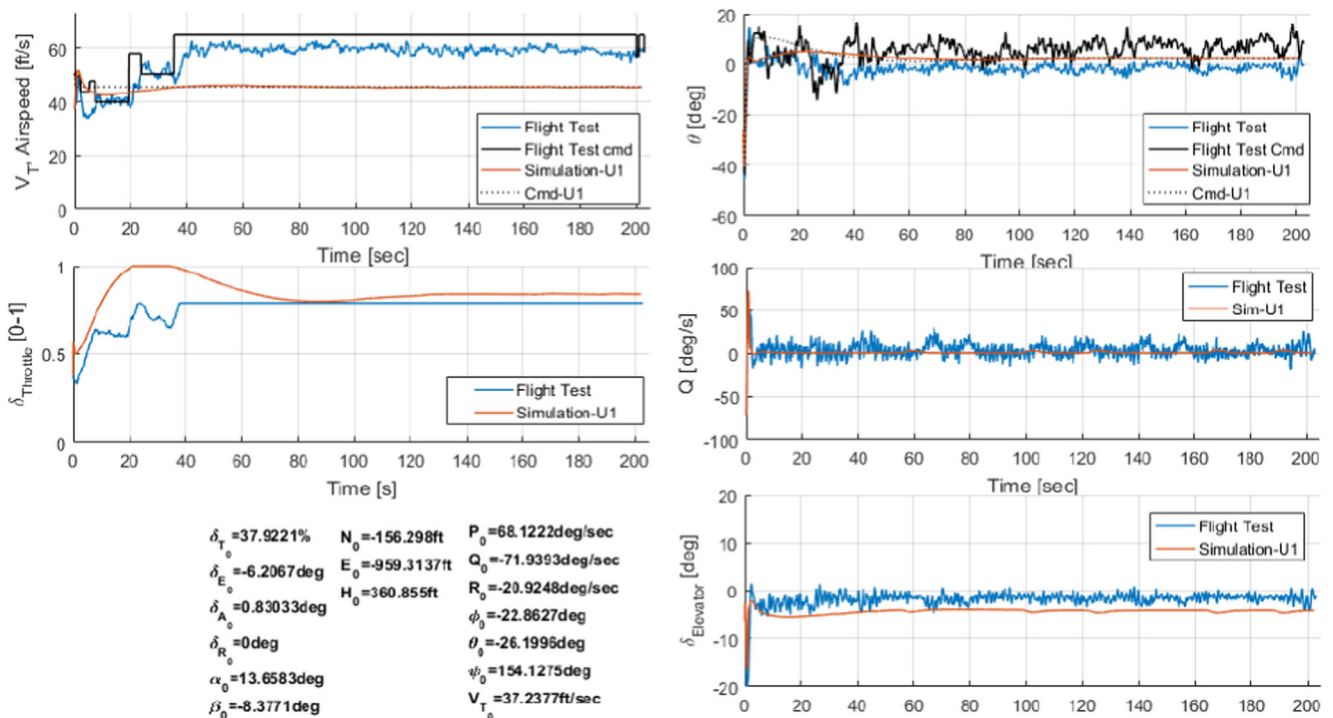 V_T, Airspeed [ft/s]
60
40
20
0
Flight Test
Flight Test cmd
Simulation-U1
Cmd-U1
0 20 40 60 80 100 120 140 160 180 200
Time [sec]
θ [deg]
20
0
-20
-40
-60
Flight Test
Flight Test Cmd
Simulation-U1
Cmd-U1
0 20 40 60 80 100 120 140 160 180 200
Time [sec]
δ_Throttle [0-1]
1
0.5
0
Flight Test
Simulation-U1
0 20 40 60 80 100 120 140 160 180 200
Time [s]
Q [deg/s]
100
50
0
-50
-100
Flight Test
Sim-U1
0 20 40 60 80 100 120 140 160 180 200
Time [sec]
δ_Elevator [deg]
20
10
0
-10
-20
Flight Test
Simulation-U1
0 20 40 60 80 100 120 140 160 180 200
δ_T_0 =37.9221%
δ_E_0 =-6.2067deg
δ_A_0 =0.83033deg
δ_R_0 =0deg
α_0 =13.6583deg
β_0 =-8.3771deg
N_0 =-156.298ft
E_0 =-959.3137ft
H_0 =360.855ft
P_0 =68.1222deg/sec
Q_0 =-71.9393deg/sec
R_0 =-20.9248deg/sec
ϕ_0 =-22.8627deg
θ_0 =-26.1996deg
ψ_0 =154.1275deg
V_T_0 =37.2377ft/sec